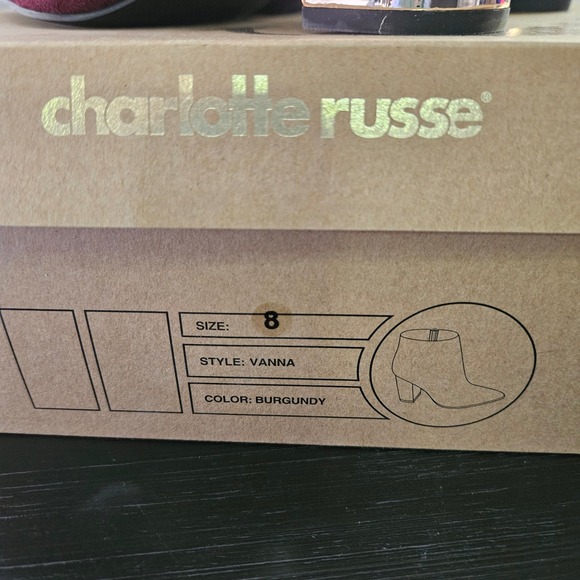 charlotte russe®
SIZE: 8
STYLE: VANNA
COLOR: BURGUNDY